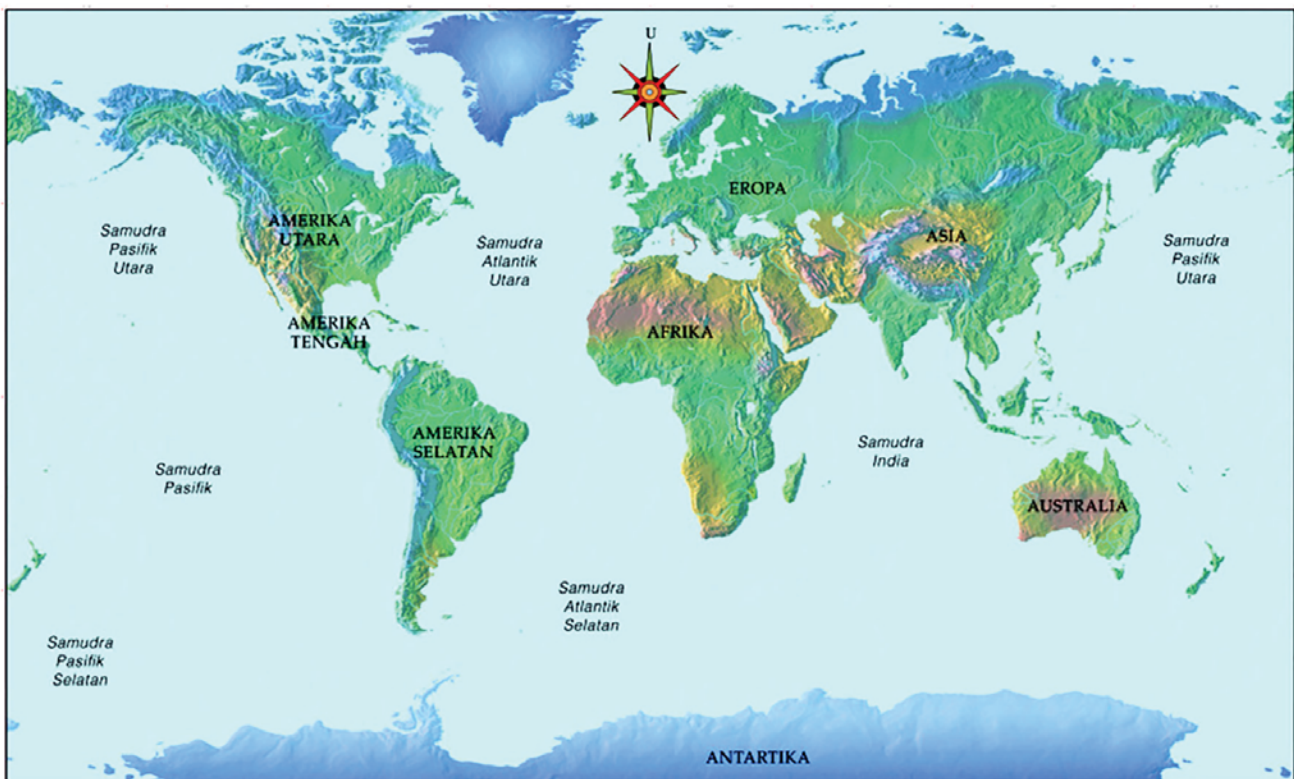 U
EROPA
AMERIKA
UTARA
ASIA
Samudra
Pasifik
Utara
Samudra
Atlantik
Utara
Samudra
Pasifik
Utara
AMERIKA
TENGAH
AFRIKA
AMERIKA
SELATAN
Samudra
India
Samudra
Pasifik
AUSTRALIA
Samudra
Atlantik
Selatan
Samudra
Pasifik
Selatan
ANTARTIKA